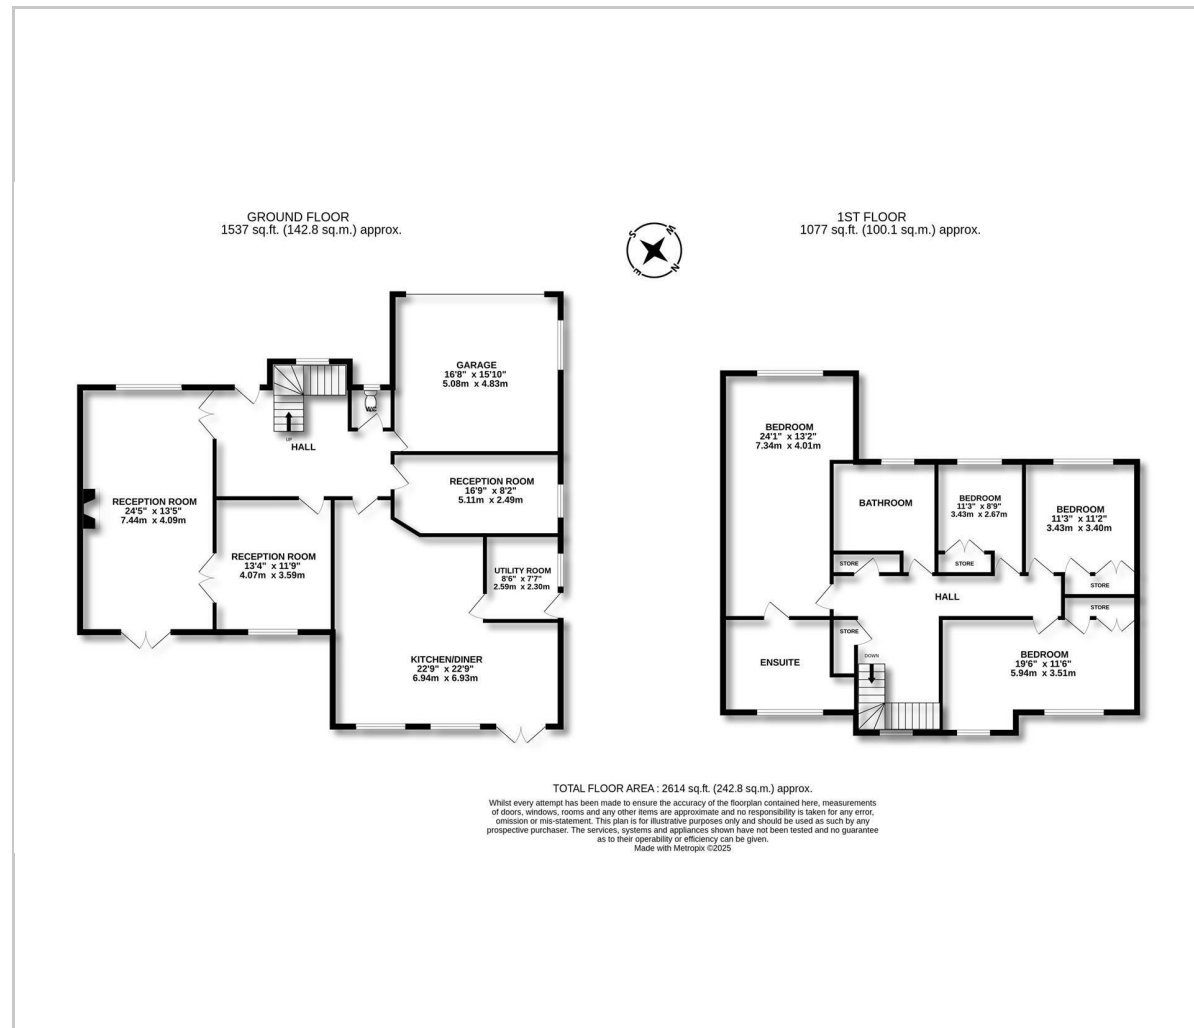 GROUND FLOOR
1537 sq.ft. (142.8 sq.m.) approx.
1ST FLOOR
1077 sq.ft. (100.1 sq.m.) approx.
S
W
E
N
GARAGE
16'8" x 15'10"
5.08m x 4.83m
WC
UP
HALL
RECEPTION ROOM
24'5" x 13'5"
7.44m x 4.09m
RECEPTION ROOM
16'9" x 8'2"
5.11m x 2.49m
RECEPTION ROOM
13'4" x 11'9"
4.07m x 3.59m
UTILITY ROOM
8'6" x 7'7"
2.59m x 2.30m
KITCHEN/DINER
22'9" x 22'9"
6.94m x 6.93m
BEDROOM
24'1" x 13'2"
7.34m x 4.01m
BATHROOM
BEDROOM
11'3" x 8'9"
3.43m x 2.67m
BEDROOM
11'3" x 11'2"
3.43m x 3.40m
STORE
STORE
STORE
HALL
STORE
STORE
DOWN
ENSUITE
BEDROOM
19'6" x 11'6"
5.94m x 3.51m
TOTAL FLOOR AREA : 2614 sq.ft. (242.8 sq.m.) approx.
Whilst every attempt has been made to ensure the accuracy of the floorplan contained here, measurements
of doors, windows, rooms and any other items are approximate and no responsibility is taken for any error,
omission or mis-statement. This plan is for illustrative purposes only and should be used as such by any
prospective purchaser. The services, systems and appliances shown have not been tested and no guarantee
as to their operability or efficiency can be given.
Made with Metropix ©2025